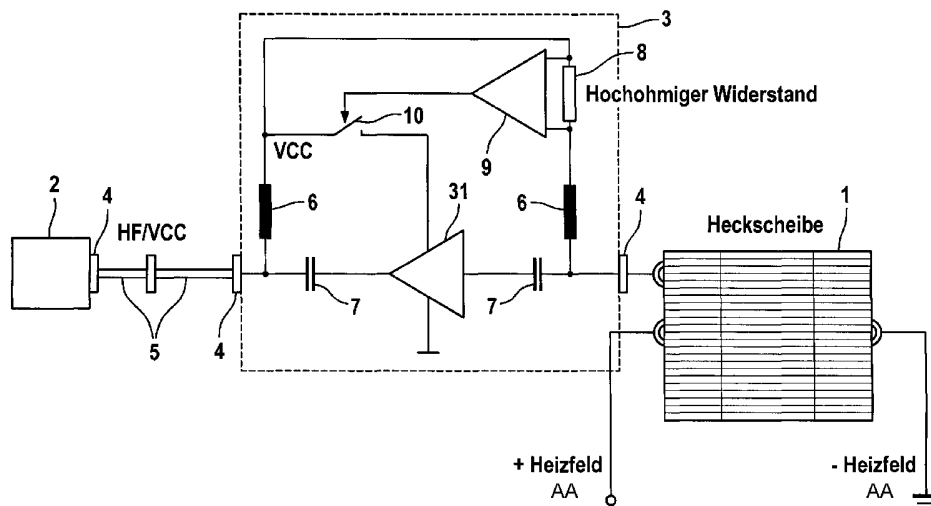 3
8
Hochohmiger Widerstand
10
9
VCC
2
4
HF/VCC
6
31
6
4
Heckscheibe
1
5
4
7
7
+ Heizfeld
AA
- Heizfeld
AA